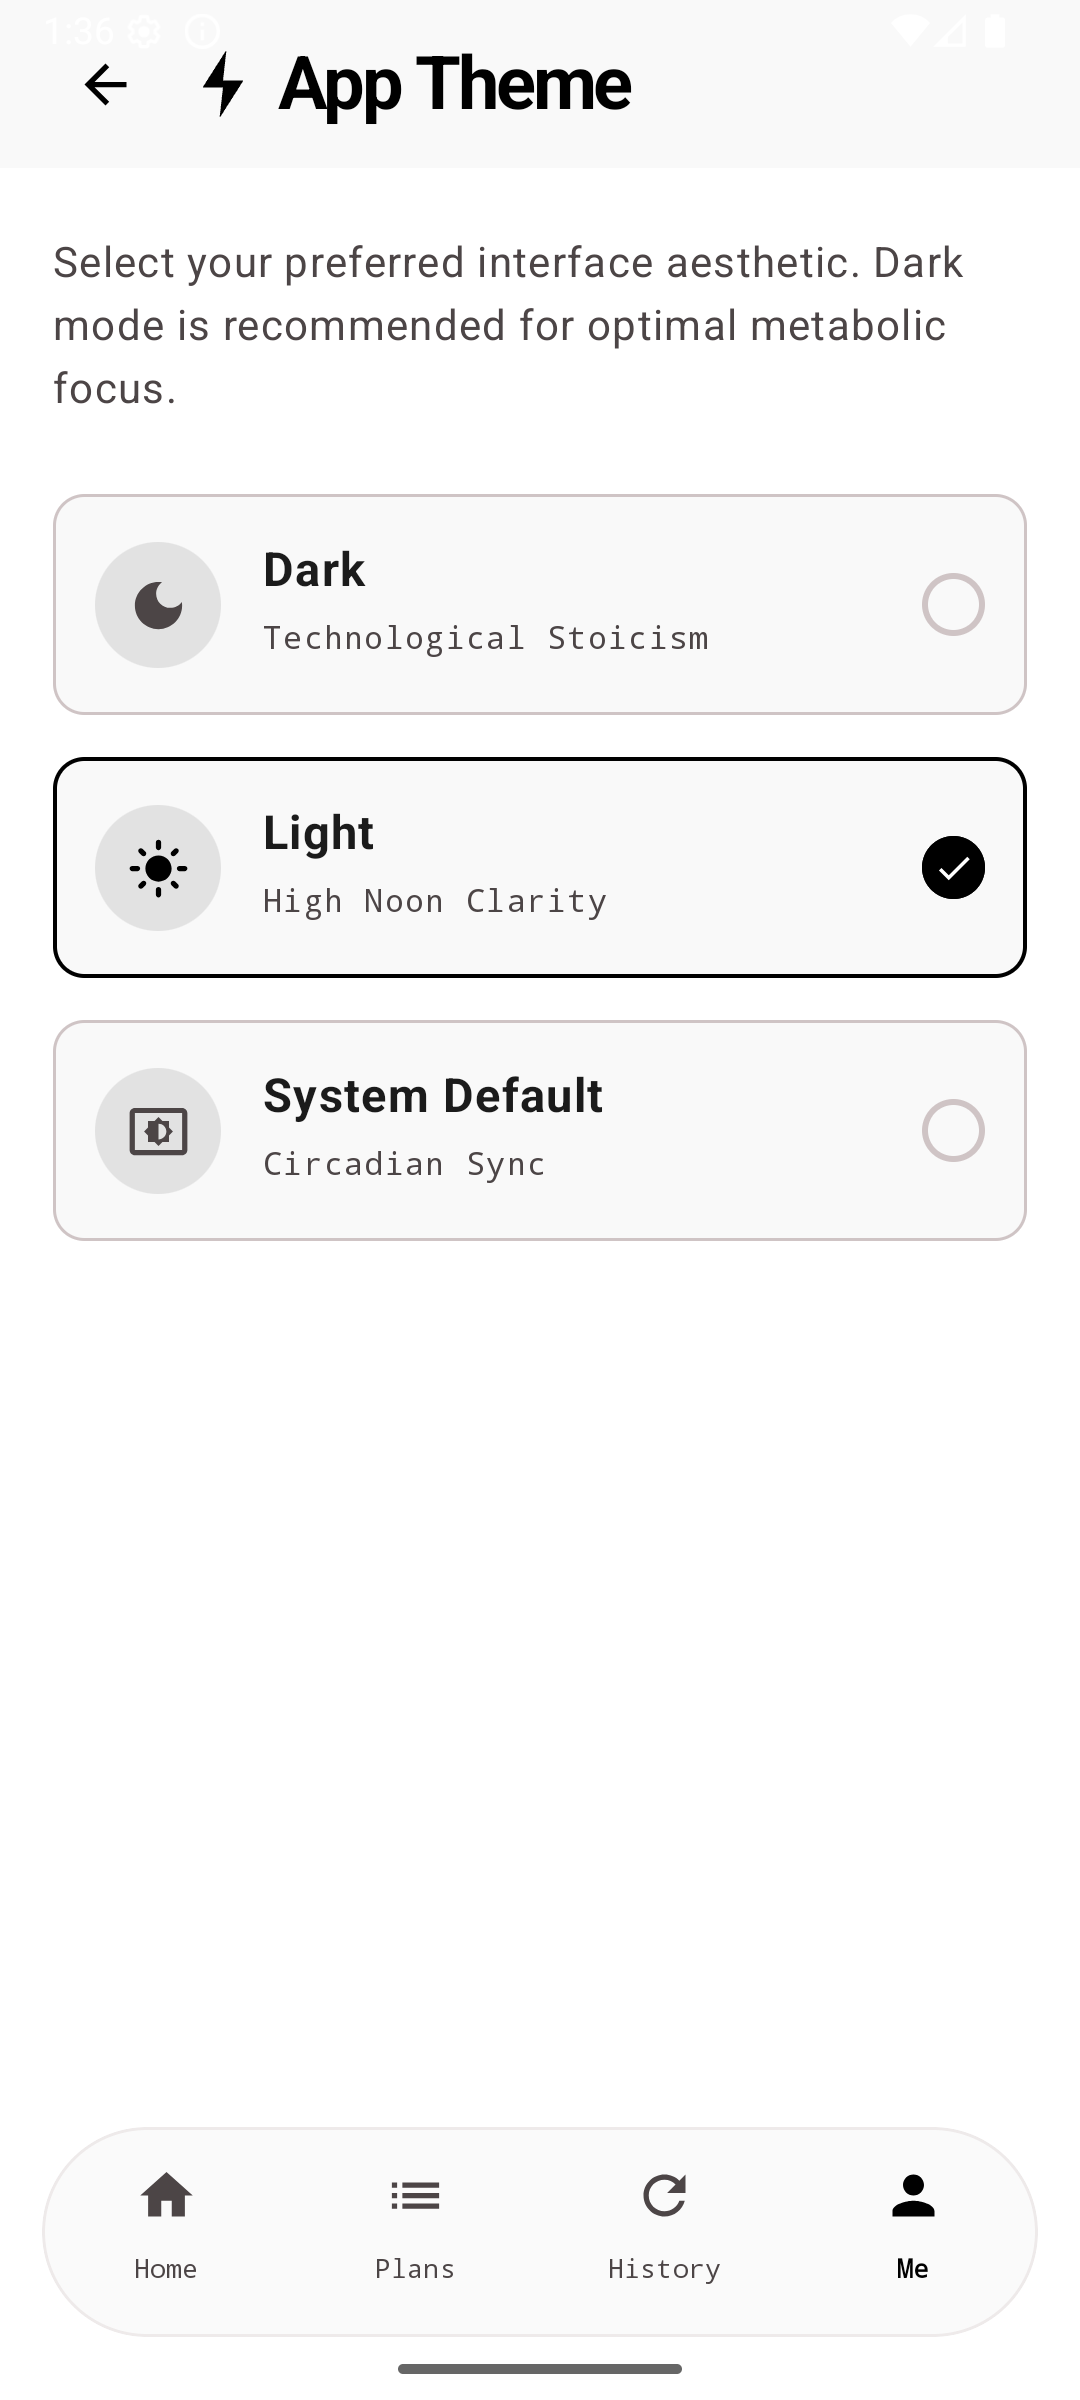 1:36
App Theme
Select your preferred interface aesthetic. Dark
mode is recommended for optimal metabolic
focus.
Dark
Technological Stoicism
Light
High Noon Clarity
System Default
Circadian Sync
Home
Plans
History
Me